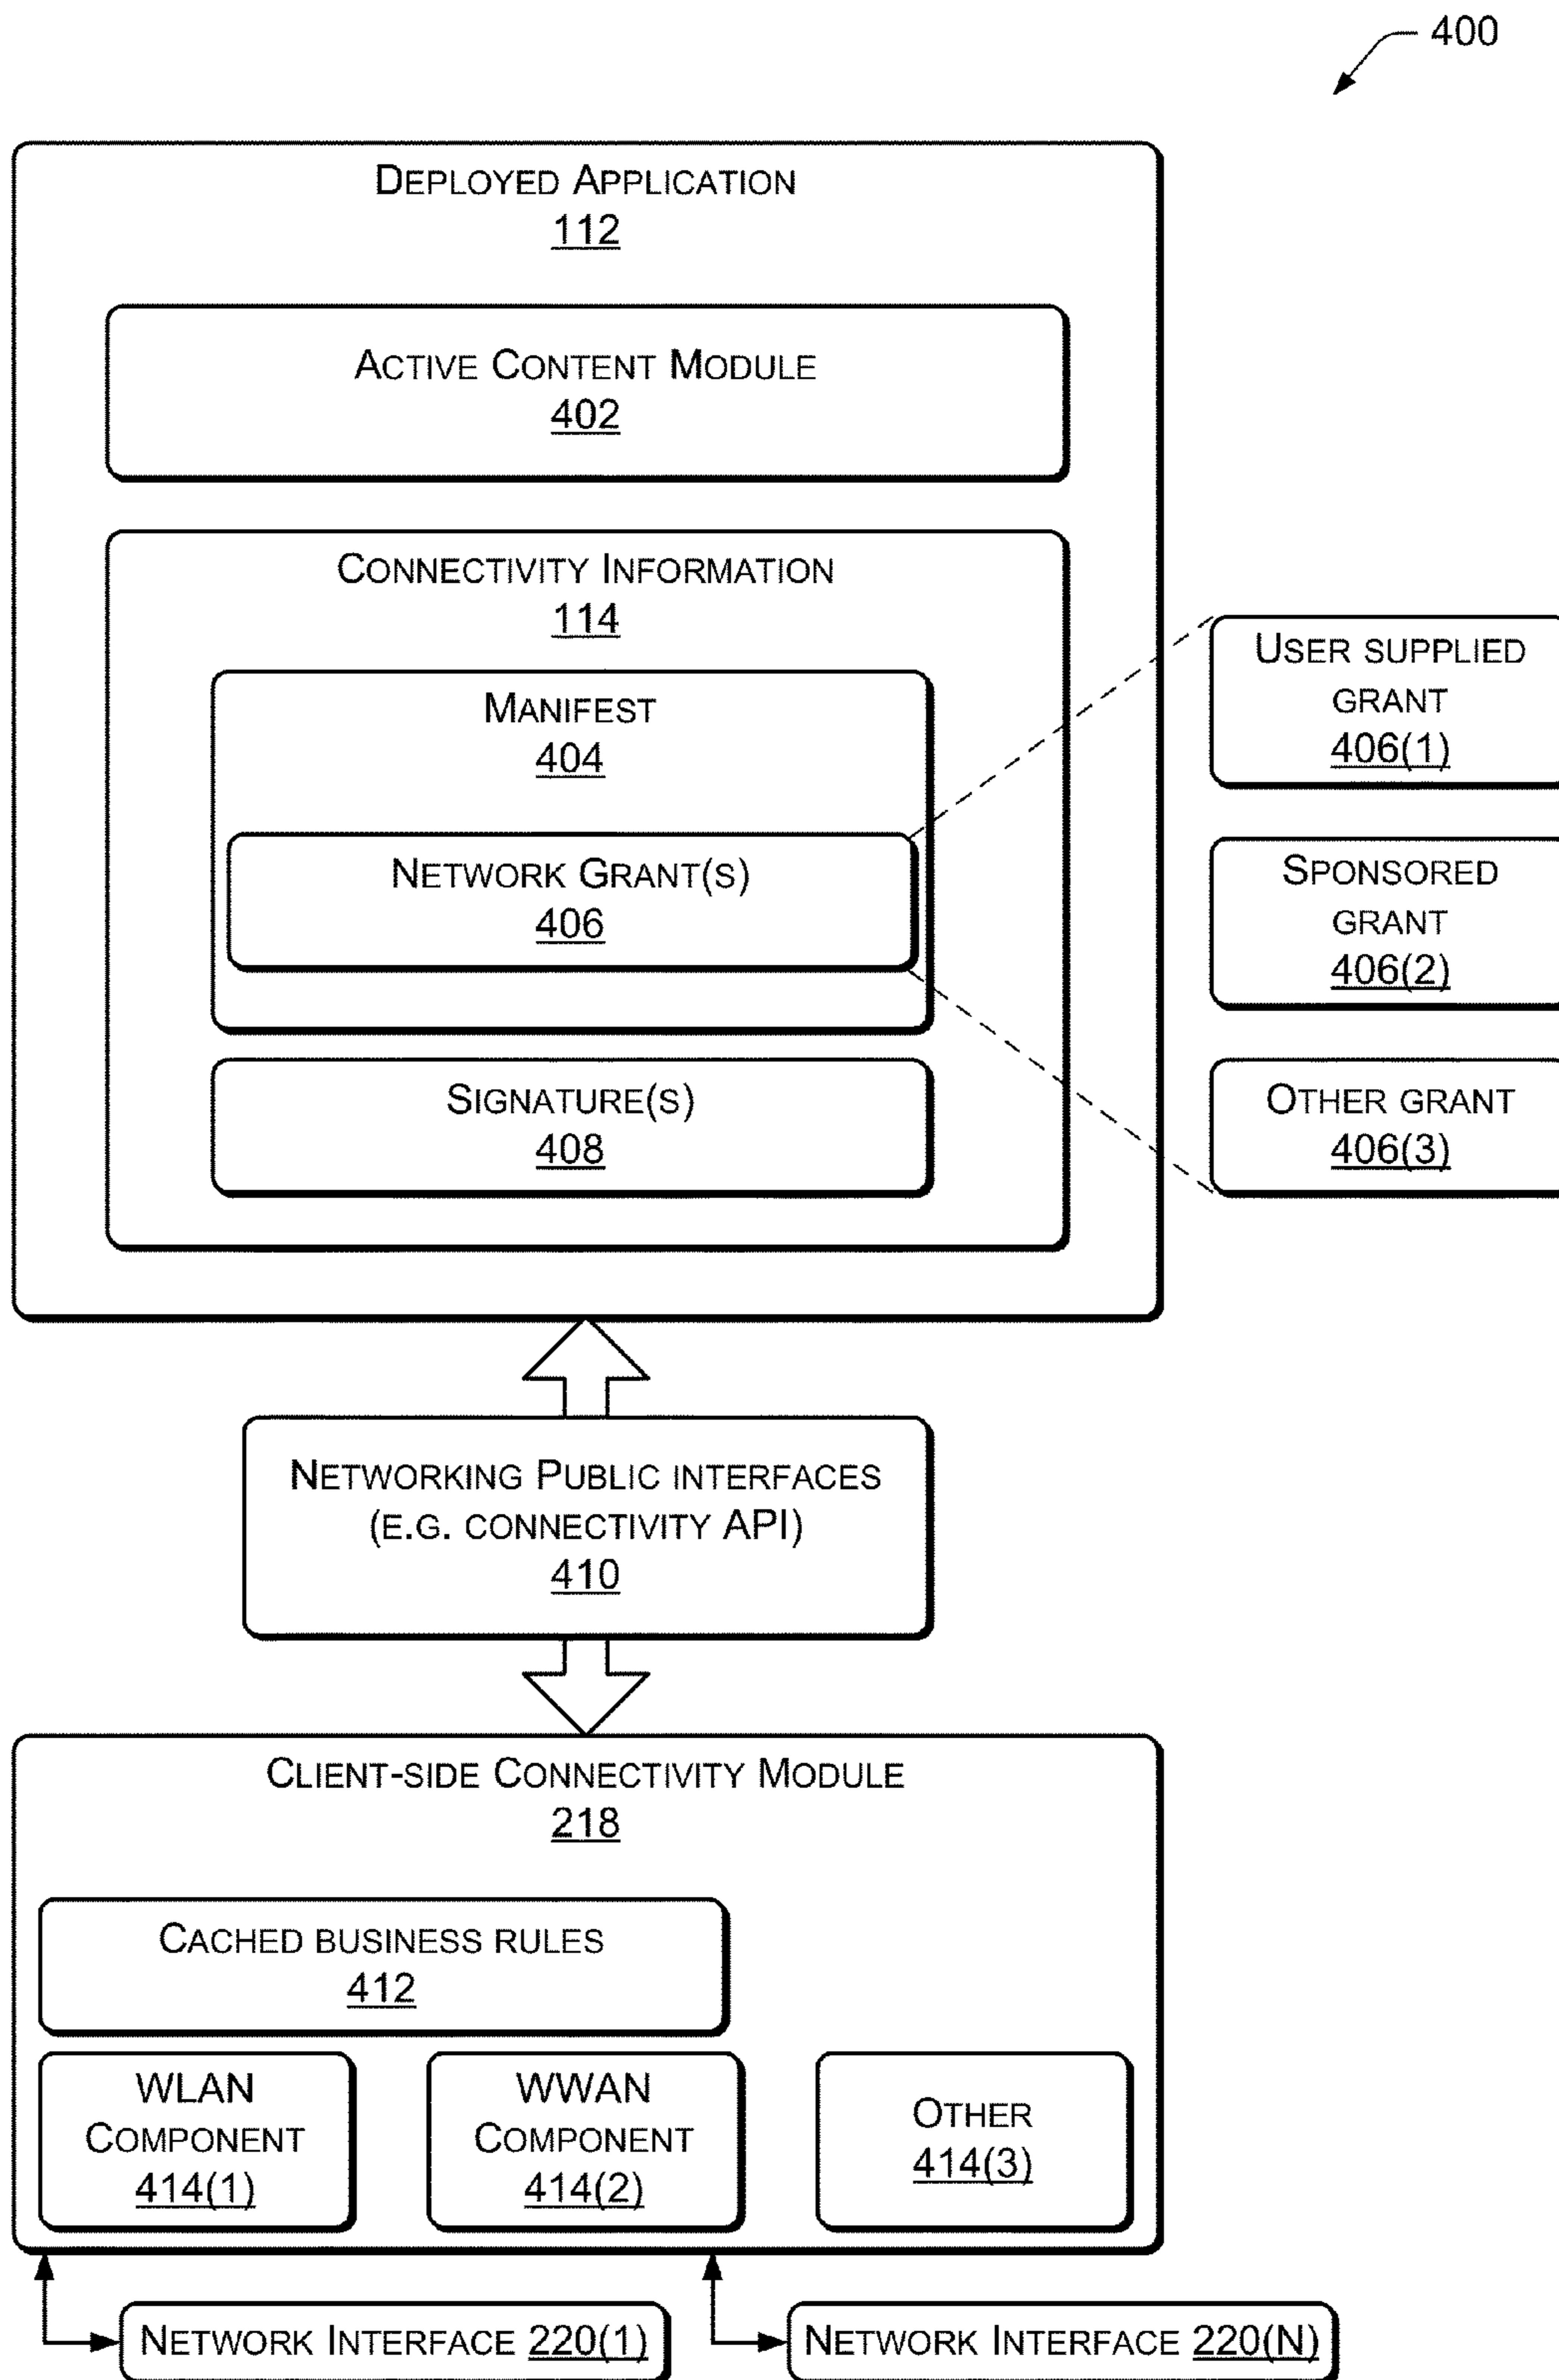 400
DEPLOYED APPLICATION
112
ACTIVE CONTENT MODULE
402
CONNECTIVITY INFORMATION
114
MANIFEST
404
NETWORK GRANT(S)
406
SIGNATURE(S)
408
USER SUPPLIED
GRANT
406(1)
SPONSORED
GRANT
406(2)
OTHER GRANT
406(3)
NETWORKING PUBLIC INTERFACES
(E.G. CONNECTIVITY API)
410
CLIENT-SIDE CONNECTIVITY MODULE
218
CACHED BUSINESS RULES
412
WLAN
COMPONENT
414(1)
WWAN
COMPONENT
414(2)
OTHER
414(3)
NETWORK INTERFACE 220(1)
NETWORK INTERFACE 220(N)